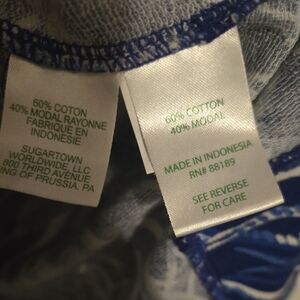 60% COTON
40% MODAL RAYONNE
FABRIQUE EN
INDONESIE
SUGARTOWN
WORLDWIDE, LLC
800 THIRD AVENUE
ING OF PRUSSIA, PA
60% COTTON
40% MODAL
MADE IN INDONESIA
RN# 88189
SEE REVERSE
FOR CARE